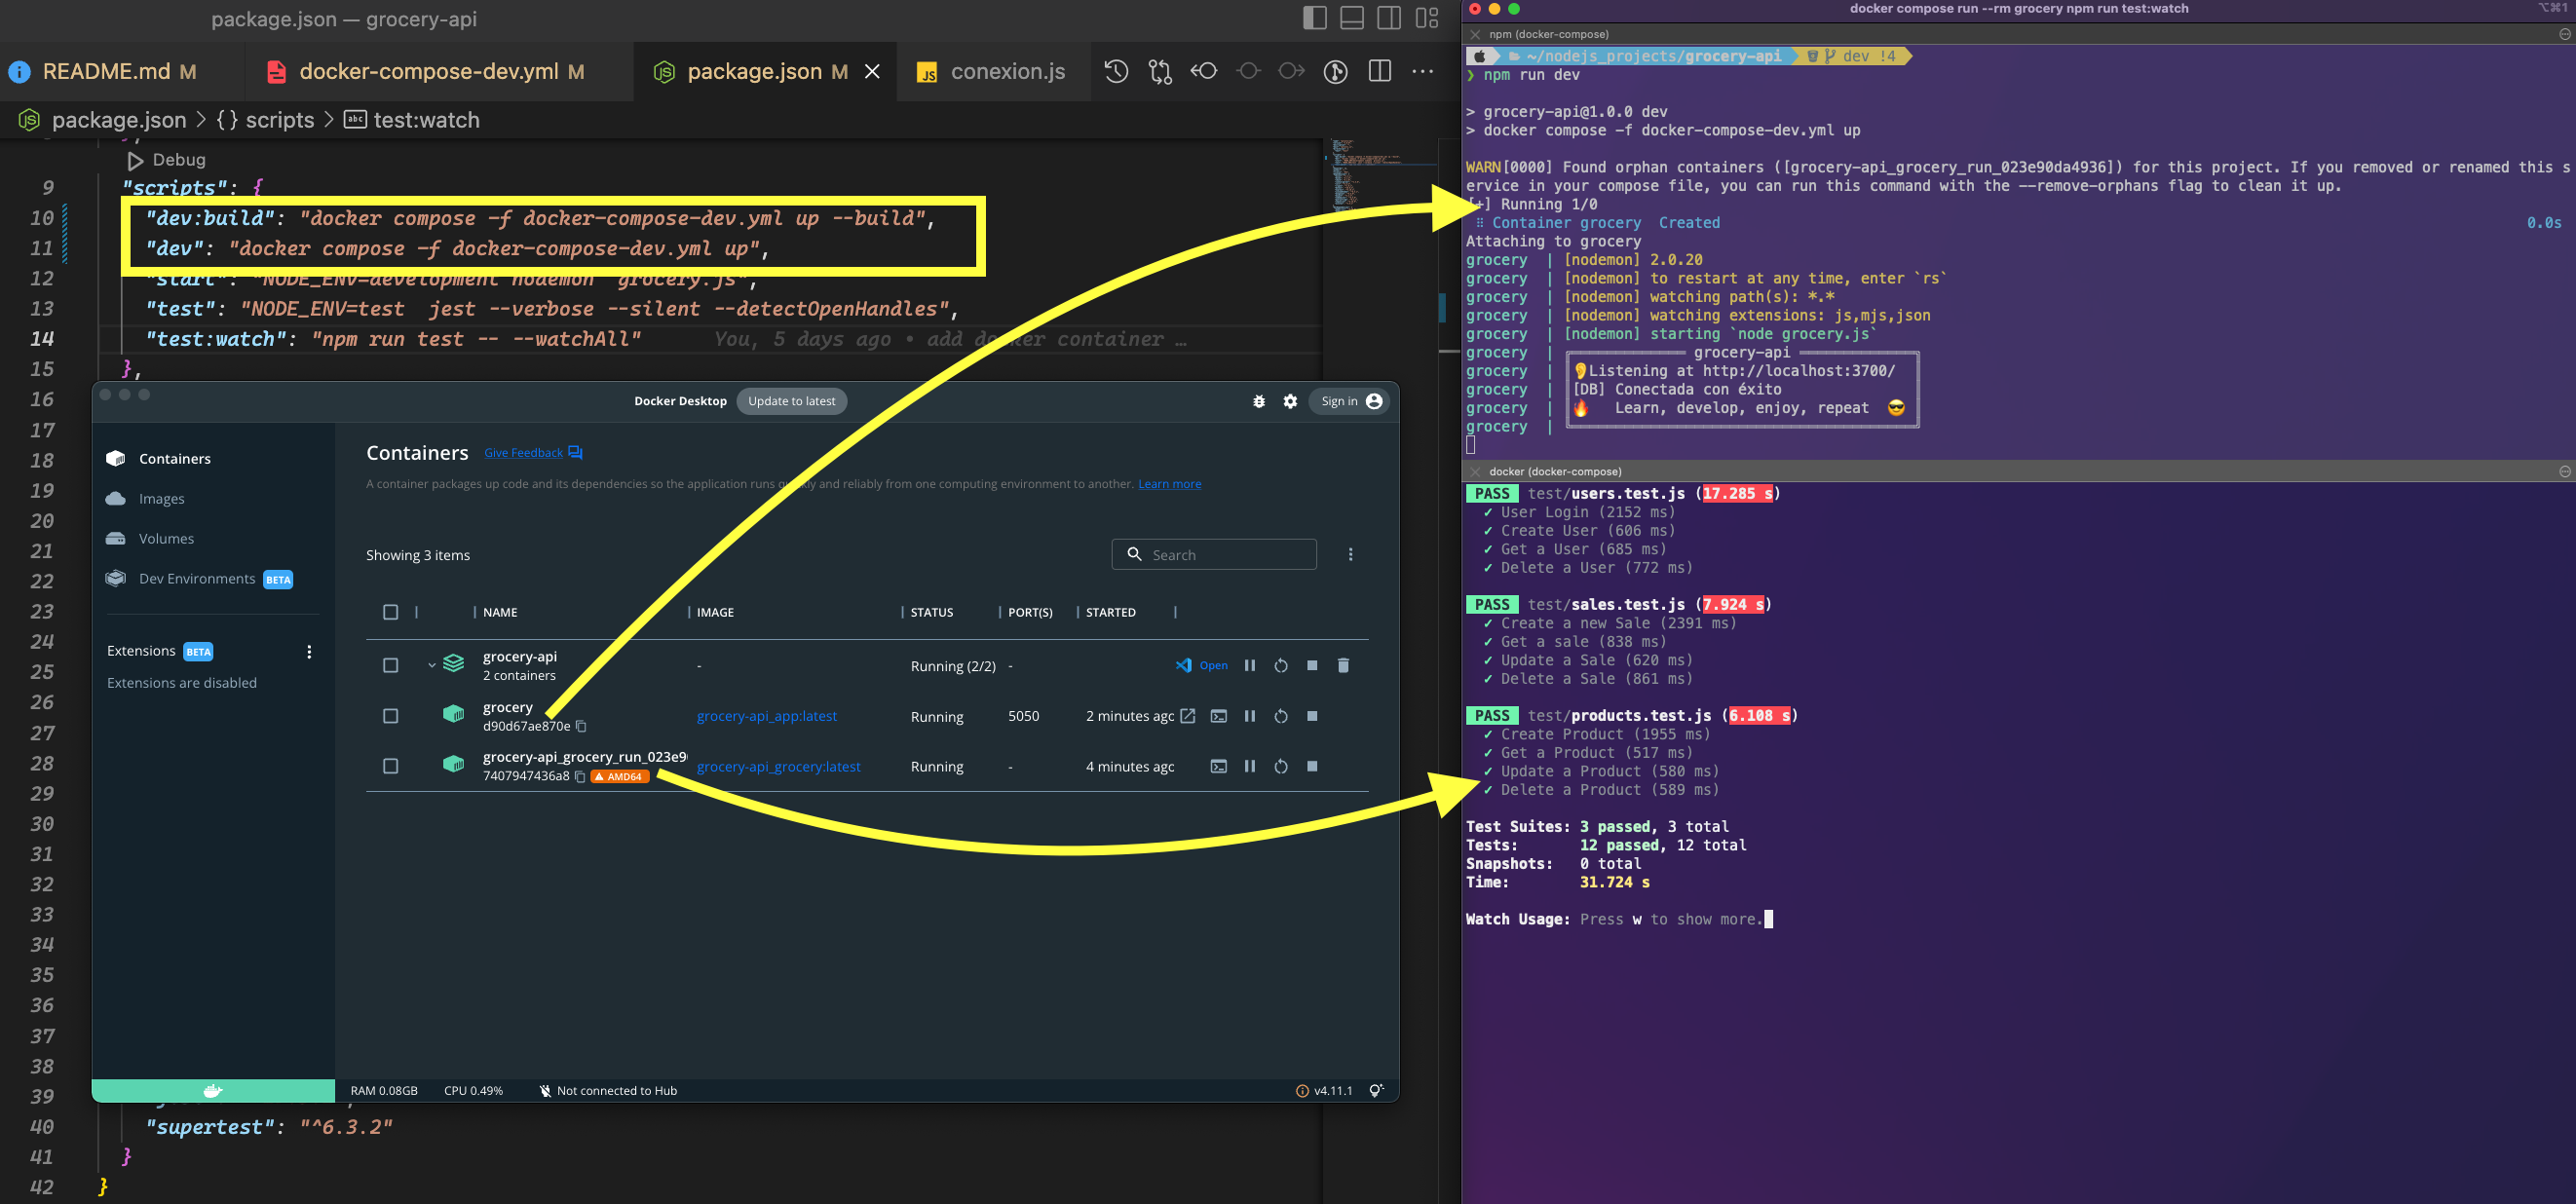 package.json — grocery-api
README.md M
docker-compose-dev.yml M
package.json M
JS conexion.js
package.json > {} scripts > abc test:watch
Debug
9 "scripts": {
10 "dev:build": "docker compose -f docker-compose-dev.yml up --build",
11 "dev": "docker compose -f docker-compose-dev.yml up",
12 "start": "NODE_ENV=development nodemon grocery.js",
13 "test": "NODE_ENV=test  jest --verbose --silent --detectOpenHandles",
14 "test:watch": "npm run test -- --watchAll" You, 5 days ago • add docker container …
15 },
16
17
18
19
20
21
22
23
24
25
26
27
28
29
30
31
32
33
34
35
36
37
38
39
40 "supertest": "^6.3.2"
41 }
42 }
Docker Desktop Update to latest
Sign in
Containers
Images
Volumes
Dev Environments BETA
Extensions BETA
Extensions are disabled
Containers Give Feedback
A container packages up code and its dependencies so the application runs quickly and reliably from one computing environment to another. Learn more
Showing 3 items
Search
NAME IMAGE STATUS PORT(S) STARTED
grocery-api - Running (2/2) - Open
2 containers
grocery grocery-api_app:latest Running 5050 2 minutes agc
d90d67ae870e
grocery-api_grocery_run_023e9 grocery-api_grocery:latest Running - 4 minutes agc
7407947436a8 AMD64
RAM 0.08GB CPU 0.49% Not connected to Hub v4.11.1
docker compose run --rm grocery npm run test:watch
⌥⌘1
npm (docker-compose)
~/nodejs_projects/grocery-api dev !4
❯ npm run dev
> grocery-api@1.0.0 dev
> docker compose -f docker-compose-dev.yml up
WARN[0000] Found orphan containers ([grocery-api_grocery_run_023e90da4936]) for this project. If you removed or renamed this s
ervice in your compose file, you can run this command with the --remove-orphans flag to clean it up.
[+] Running 1/0
⠿ Container grocery  Created 0.0s
Attaching to grocery
grocery  | [nodemon] 2.0.20
grocery  | [nodemon] to restart at any time, enter `rs`
grocery  | [nodemon] watching path(s): *.*
grocery  | [nodemon] watching extensions: js,mjs,json
grocery  | [nodemon] starting `node grocery.js`
grocery  | grocery-api
grocery  | 👂Listening at http://localhost:3700/
grocery  | [DB] Conectada con éxito
grocery  | 🔥 Learn, develop, enjoy, repeat 😎
grocery  |
docker (docker-compose)
PASS test/users.test.js (17.285 s)
✓ User Login (2152 ms)
✓ Create User (606 ms)
✓ Get a User (685 ms)
✓ Delete a User (772 ms)
PASS test/sales.test.js (7.924 s)
✓ Create a new Sale (2391 ms)
✓ Get a sale (838 ms)
✓ Update a Sale (620 ms)
✓ Delete a Sale (861 ms)
PASS test/products.test.js (6.108 s)
✓ Create Product (1955 ms)
✓ Get a Product (517 ms)
✓ Update a Product (580 ms)
✓ Delete a Product (589 ms)
Test Suites: 3 passed, 3 total
Tests: 12 passed, 12 total
Snapshots: 0 total
Time: 31.724 s
Watch Usage: Press w to show more.